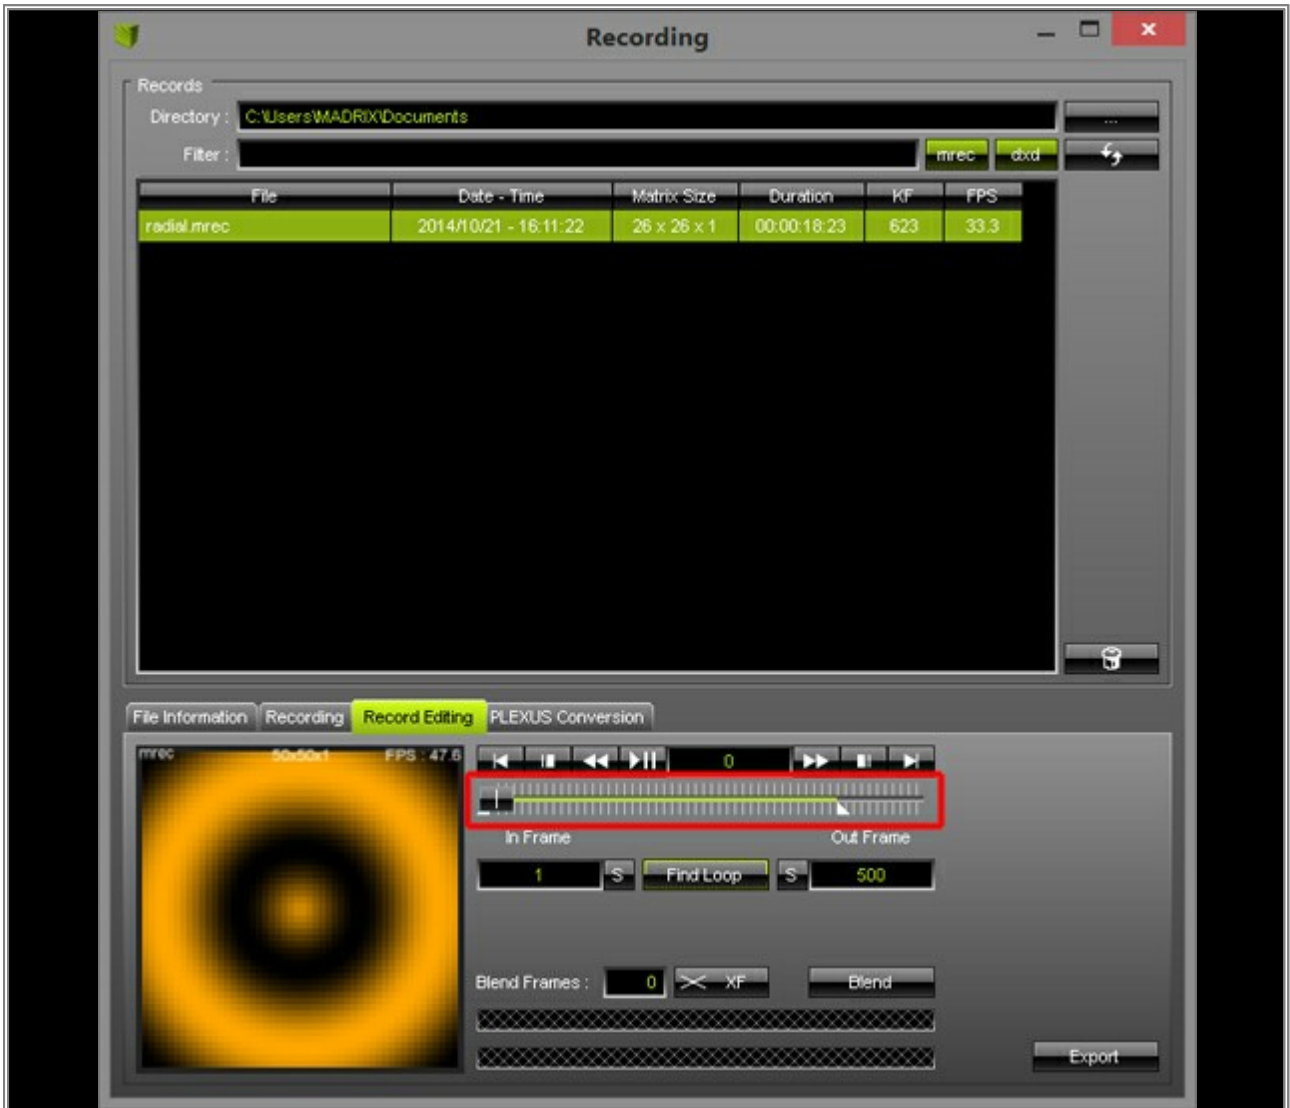 Recording
Records
Directory : C:\Users\MADRIX\Documents ...
Filter : mrec dxd
File Date - Time Matrix Size Duration KF FPS
radial.mrec 2014/10/21 - 16:11:22 26 x 26 x 1 00:00:18:23 623 33.3
File Information Recording Record Editing PLEXUS Conversion
mrec 50x50x1 FPS : 47.6 0
In Frame Out Frame
1 S Find Loop S 500
Blend Frames : 0 XF Blend
Export